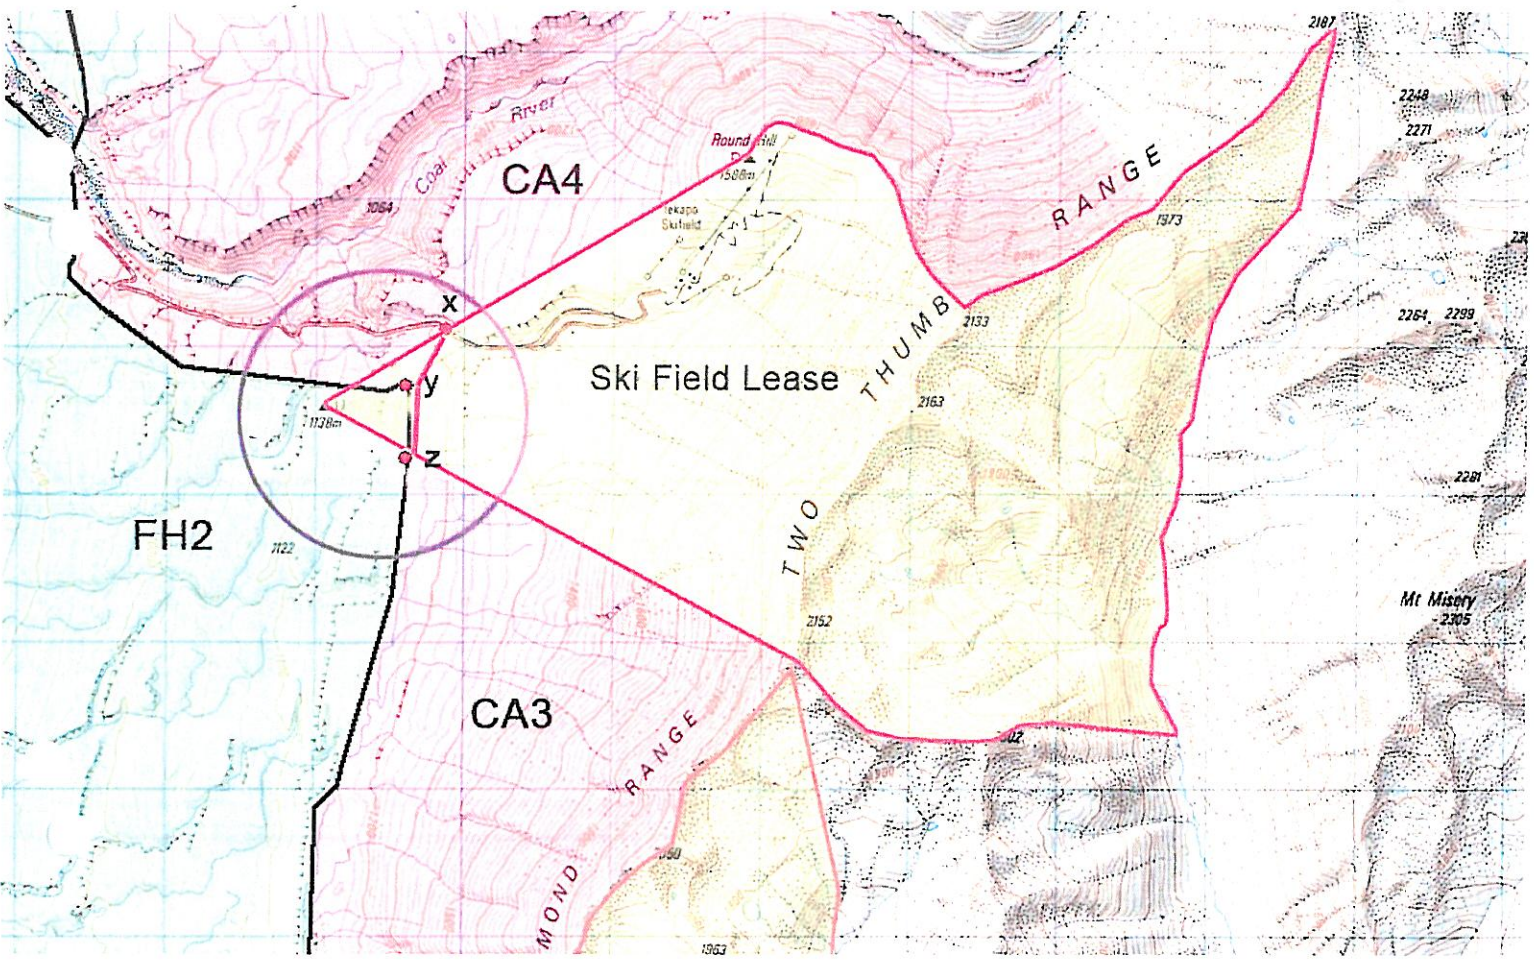 2187
2248
2271
River
Coal
CA4
Round Hill
1588m
1064
RANGE
Tekapo
Skifield
1973
x
THUMB
2133
2264 2299
Ski Field Lease
y
2163
1138m
z
2281
TWO
FH2
1122
Mt Misery
2305
2152
CA3
RANGE
MOND
1963